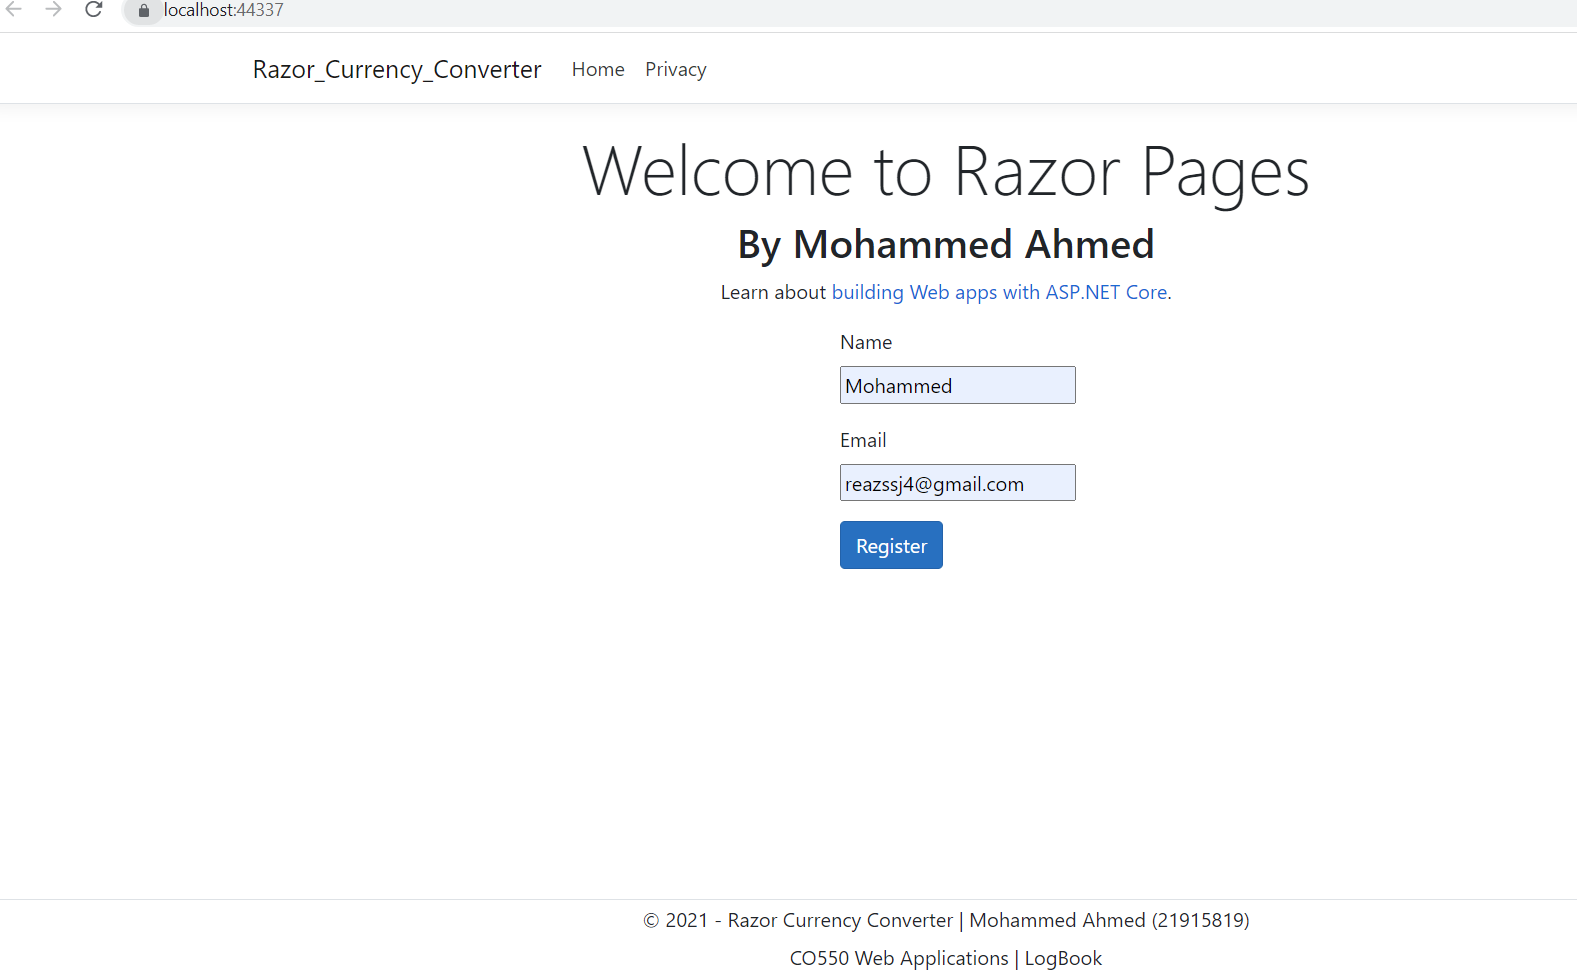 localhost:44337
Razor_Currency_Converter Home Privacy
Welcome to Razor Pages
By Mohammed Ahmed
Learn about building Web apps with ASP.NET Core.
Name
Mohammed
Email
reazssj4@gmail.com
Register
© 2021 - Razor Currency Converter | Mohammed Ahmed (21915819)
CO550 Web Applications | LogBook